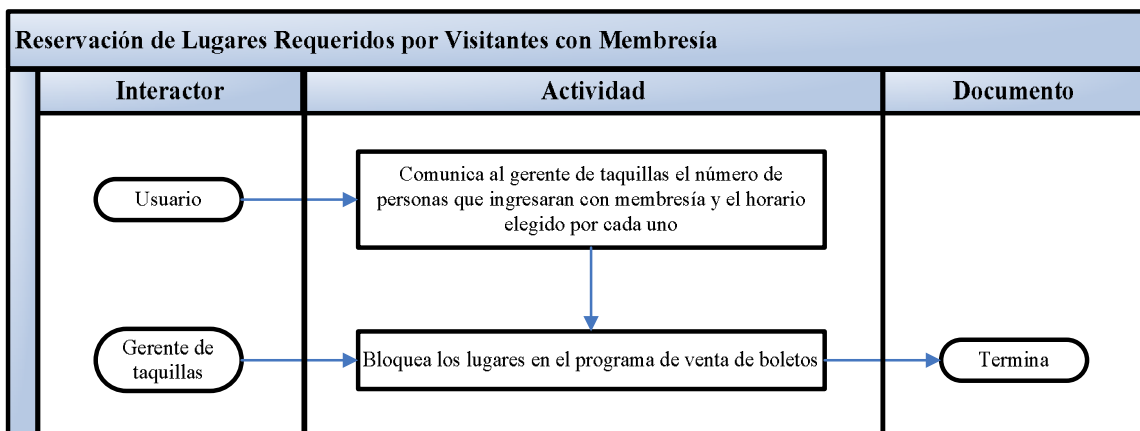 Reservación de Lugares Requeridos por Visitantes con Membresía
Interactor
Actividad
Documento
Usuario
Comunica al gerente de taquillas el número de
personas que ingresaran con membresía y el horario
elegido por cada uno
Gerente de
taquillas
Bloquea los lugares en el programa de venta de boletos
Termina